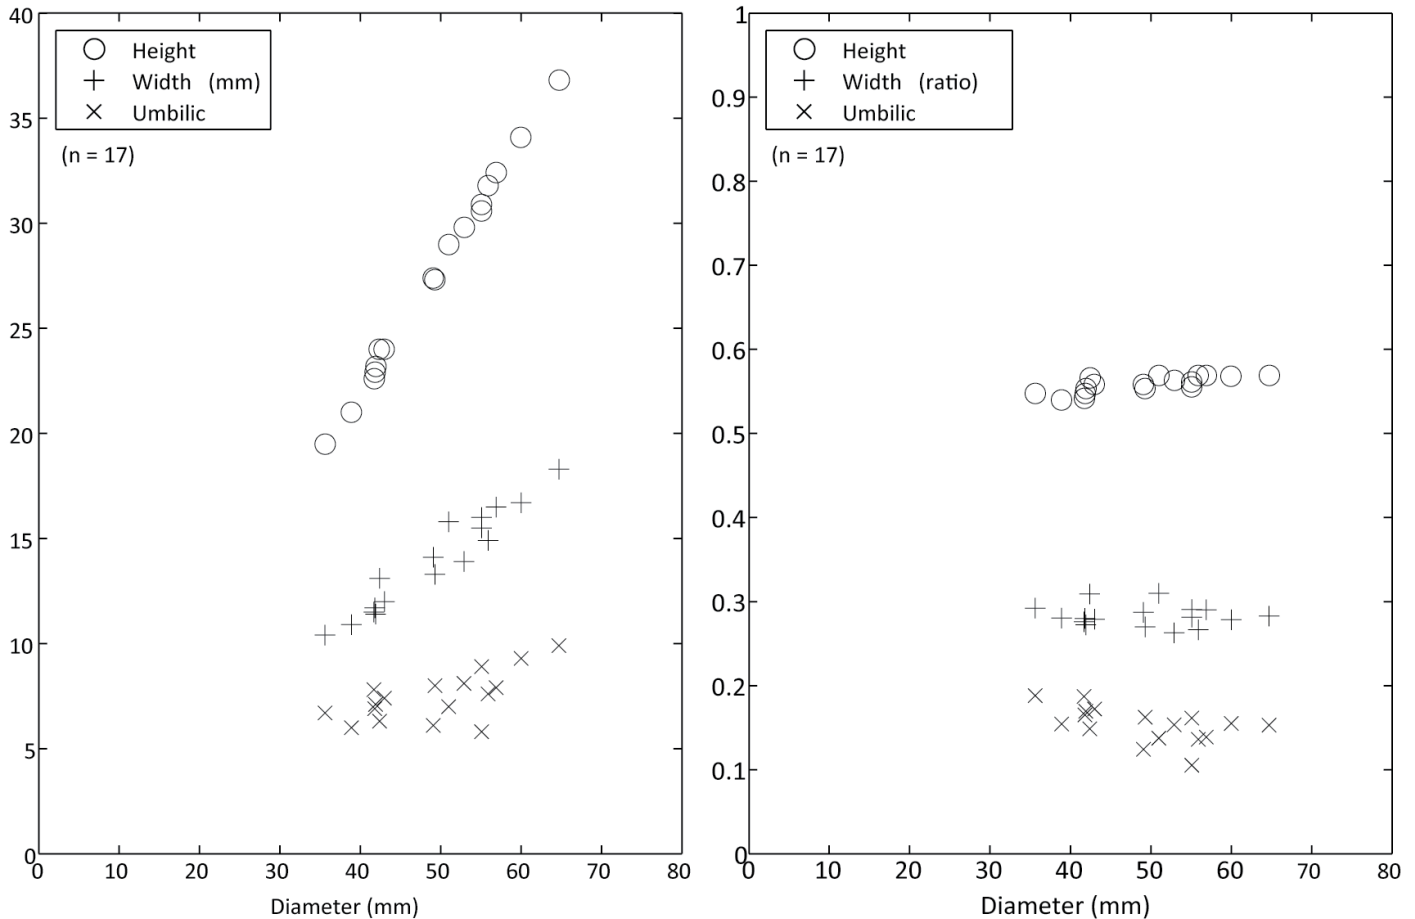 40
35
30
25
20
15
10
5
0
Height
Width (mm)
Umbilic
(n = 17)
0 10 20 30 40 50 60 70 80
Diameter (mm)
1
0.9
0.8
0.7
0.6
0.5
0.4
0.3
0.2
0.1
0
Height
Width (ratio)
Umbilic
(n = 17)
0 10 20 30 40 50 60 70 80
Diameter (mm)